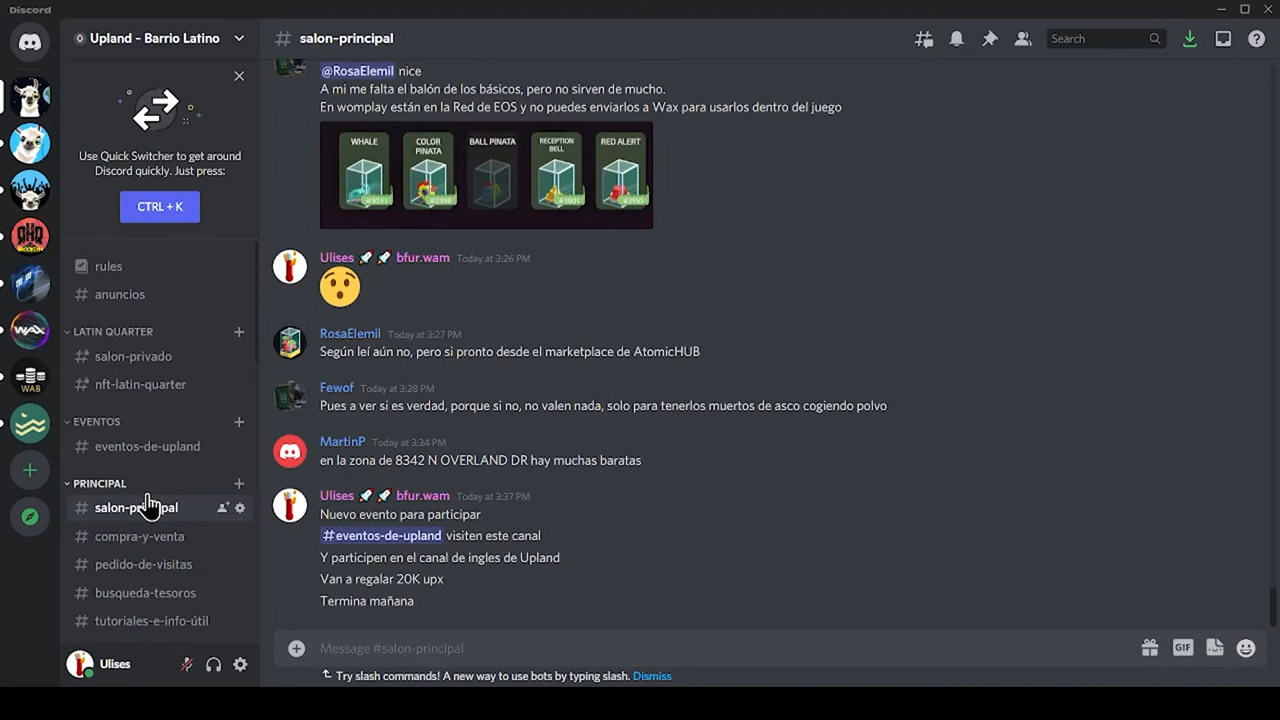 Discord
Upland - Barrio Latino
# salon-principal
Search
Use Quick Switcher to get around
Discord quickly. Just press:
CTRL + K
rules
# anuncios
LATIN QUARTER
salon-privado
nft-latin-quarter
EVENTOS
# eventos-de-upland
PRINCIPAL
# salon-principal
# compra-y-venta
# pedido-de-visitas
# busqueda-tesoros
# tutoriales-e-info-útil
Ulises
@RosaElemil nice
A mi me falta el balón de los básicos, pero no sirven de mucho.
En womplay están en la Red de EOS y no puedes enviarlos a Wax para usarlos dentro del juego
WHALE
COLOR PINATA
BALL PINATA
RECEPTION BELL
RED ALERT
Ulises 🚀 🚀 bfur.wam Today at 3:26 PM
RosaElemil Today at 3:27 PM
Según leí aún no, pero si pronto desde el marketplace de AtomicHUB
Fewof Today at 3:28 PM
Pues a ver si es verdad, porque si no, no valen nada, solo para tenerlos muertos de asco cogiendo polvo
MartinP Today at 3:34 PM
en la zona de 8342 N OVERLAND DR hay muchas baratas
Ulises 🚀 🚀 bfur.wam Today at 3:37 PM
Nuevo evento para participar
#eventos-de-upland visiten este canal
Y participen en el canal de ingles de Upland
Van a regalar 20K upx
Termina mañana
Message #salon-principal
GIF
Try slash commands! A new way to use bots by typing slash. Dismiss
WAX
WAB